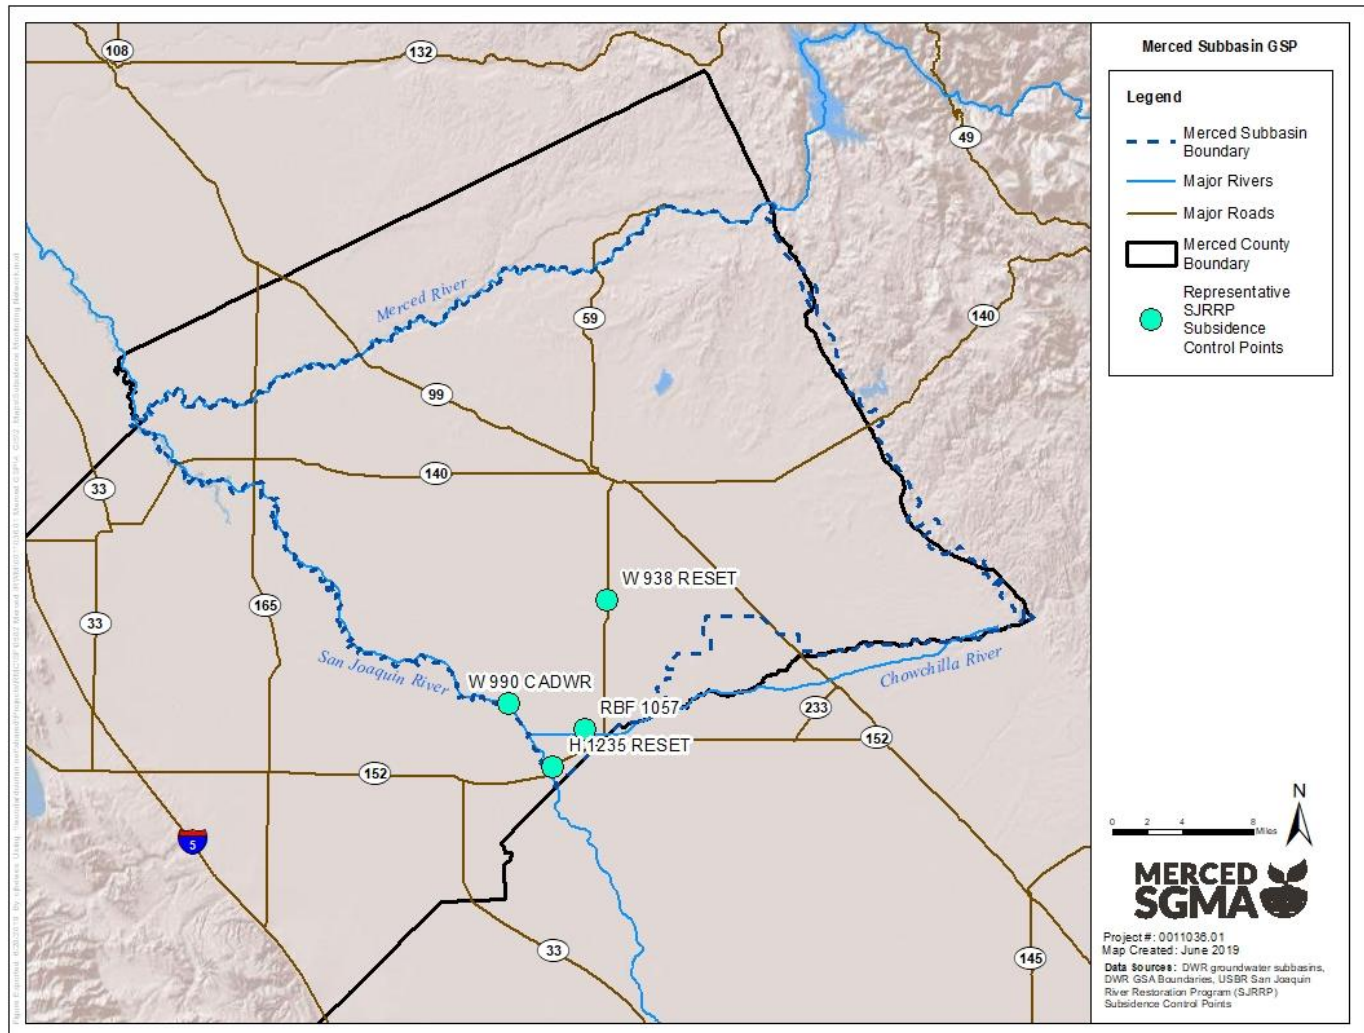 108
132
49
Merced River
59
140
99
140
33
33
165
W 938 RESET
San Joaquin River
W 990 CADWR
RBF 1057
H 1235 RESET
Chowchilla River
233
152
152
5
33
145
Merced Subbasin GSP
Legend
Merced Subbasin
Boundary
Major Rivers
Major Roads
Merced County
Boundary
Representative
SJRRP
Subsidence
Control Points
N
0 2 4 8
Miles
MERCED
SGMA
Project #: 0011036.01
Map Created: June 2019
Data Sources: DWR groundwater subbasins,
DWR GSA Boundaries, USBR San Joaquin
River Restoration Program (SJRRP)
Subsidence Control Points